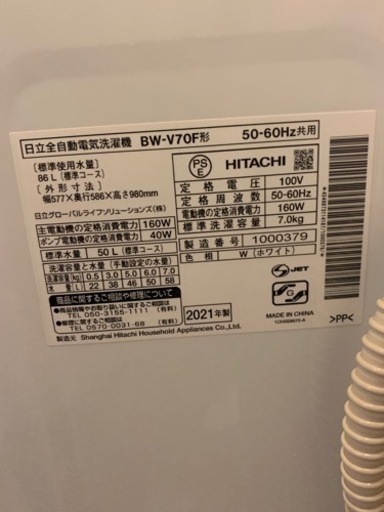 日立全自動電気洗濯機 BW-V70F形 50-60Hz共用
〔標準使用水量〕
86 L（標準コース）
〔外形寸法〕
幅577×奥行586×高さ980mm
日立グローバルライフソリューションズ（株）
主電動機の定格消費電力 160W
ポンプ電動機の定格消費電力
標準水量 50 L（標準コース）
洗濯容量と水量（手動設定の水量）
洗濯容量(kg) 0.5 3.0 5.0 6.0 7.0
水量(L) 22 38 46 50 58
商品に関するご相談や修理について
TEL 050-3155-1111（有料）
TEL 0570-0031-68（有料）
製造元 Shanghai Hitachi Household Appliances Co., Ltd.
PS
E
HITACHI
定格電圧 100V
定格周波数 50-60Hz
電動機の定格消費電力 160W
標準洗濯容量 7.0kg
製造番号 1000379
色相 W（ホワイト）
JET
2021年製
MADE IN CHINA
>PP<